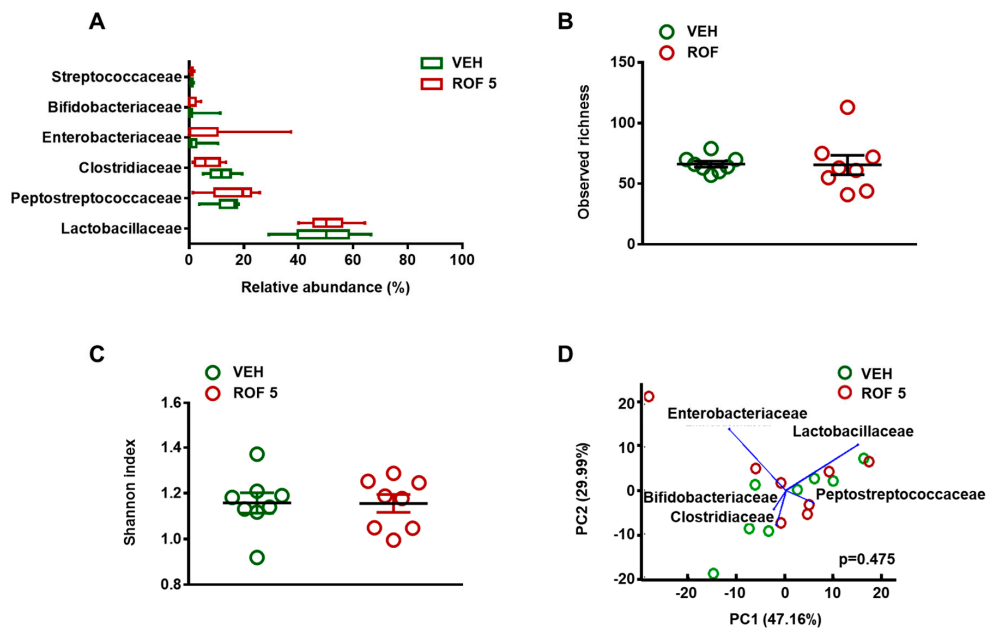 A
VEH
ROF 5
Streptococcaceae
Bifidobacteriaceae
Enterobacteriaceae
Clostridiaceae
Peptostreptococcaceae
Lactobacillaceae
0 20 40 60 80 100
Relative abundance (%)
B
VEH
ROF
150
100
50
0
Observed richness
C
VEH
ROF 5
1.6
1.4
1.2
1.0
0.8
Shannon index
D
VEH
ROF 5
20
10
0
-10
-20
PC2 (29.99%)
Enterobacteriaceae
Lactobacillaceae
Bifidobacteriaceae
Peptostreptococcaceae
Clostridiaceae
p=0.475
-20 -10 0 10 20
PC1 (47.16%)